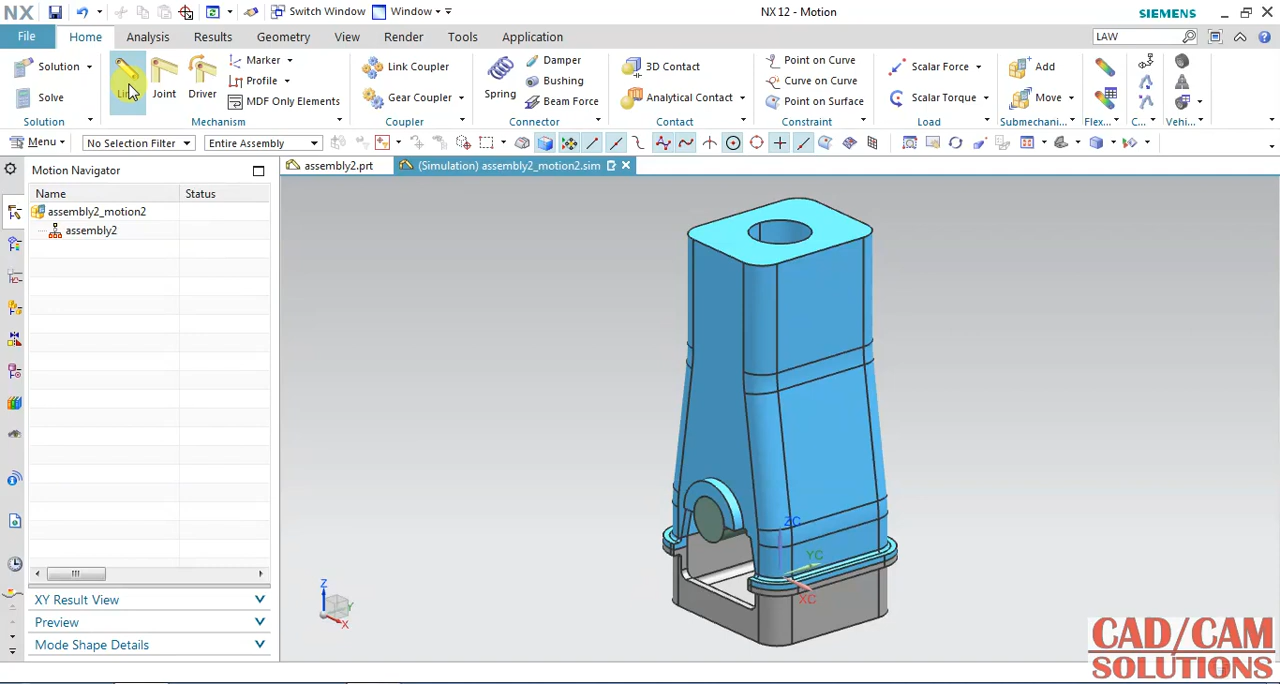 NX Switch Window Window NX 12 - Motion SIEMENS
File Home Analysis Results Geometry View Render Tools Application LAW
Solution Marker Link Coupler Damper 3D Contact Point on Curve Scalar Force Add
Profile Bushing Curve on Curve
Solve Link Joint Driver MDF Only Elements Gear Coupler Spring Beam Force Analytical Contact Point on Surface Scalar Torque Move
Solution Mechanism Coupler Connector Contact Constraint Load Submechani... Flex... C... Vehi...
Menu No Selection Filter Entire Assembly
Motion Navigator assembly2.prt (Simulation) assembly2_motion2.sim
Name Status
assembly2_motion2
assembly2
ZC
YC
XC
Z
Y
X
XY Result View
Preview
Mode Shape Details
CAD/CAM
SOLUTIONS